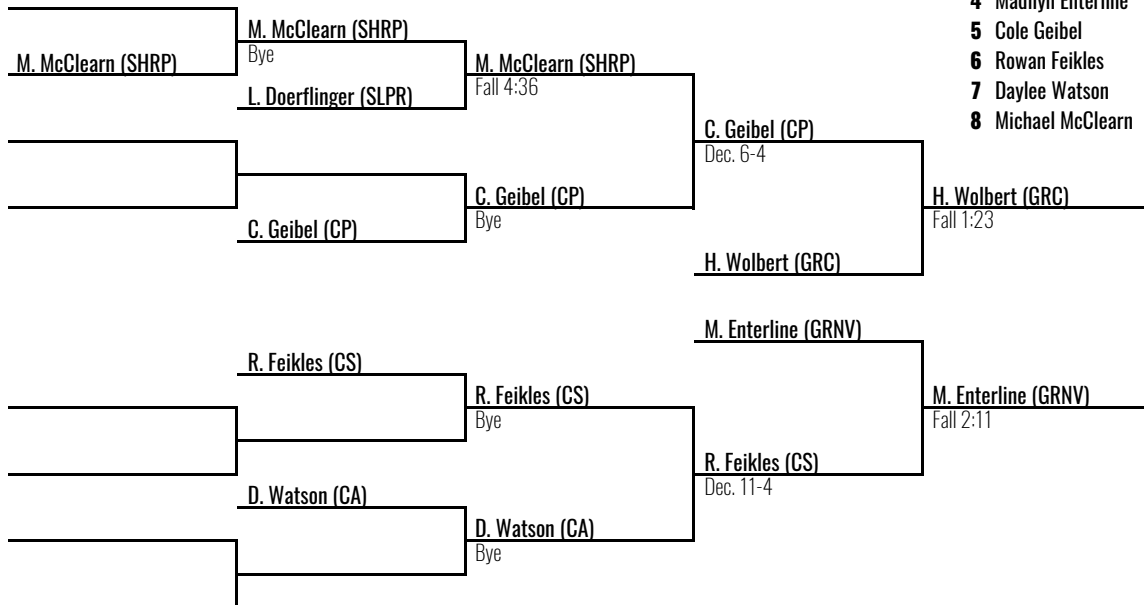 4 Madilyn Enterline
5 Cole Geibel
6 Rowan Feikles
7 Daylee Watson
8 Michael McClearn
M. McClearn (SHRP)
M. McClearn (SHRP)
Bye
L. Doerflinger (SLPR)
M. McClearn (SHRP)
Fall 4:36
C. Geibel (CP)
C. Geibel (CP)
Bye
C. Geibel (CP)
Dec. 6-4
H. Wolbert (GRC)
H. Wolbert (GRC)
Fall 1:23
R. Feikles (CS)
R. Feikles (CS)
Bye
D. Watson (CA)
D. Watson (CA)
Bye
M. Enterline (GRNV)
R. Feikles (CS)
Dec. 11-4
M. Enterline (GRNV)
Fall 2:11